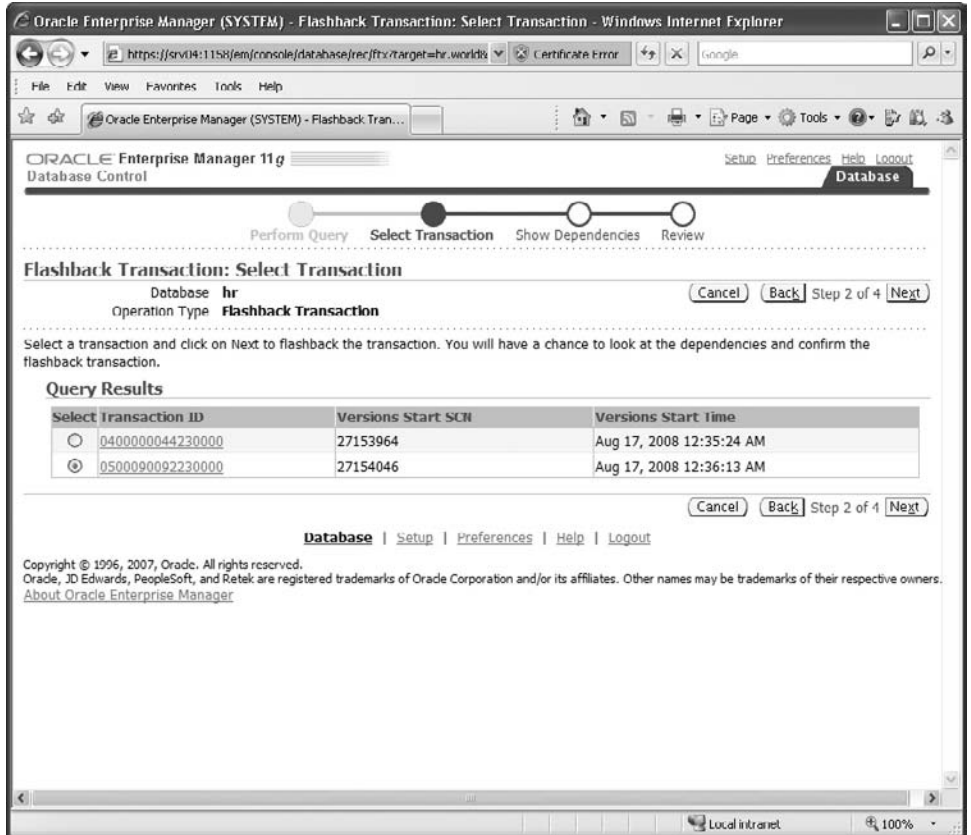 Oracle Enterprise Manager (SYSTEM) - Flashback Transaction: Select Transaction - Windows Internet Explorer
https://srv04:1158/em/console/database/rec/ftx?target=hr.world& Certificate Error Google
File Edit View Favorites Tools Help
Oracle Enterprise Manager (SYSTEM) - Flashback Tran... Page Tools
ORACLE Enterprise Manager 11g
Database Control
Setup Preferences Help Logout
Database
Perform Query Select Transaction Show Dependencies Review
Flashback Transaction: Select Transaction
Database hr
Operation Type Flashback Transaction
Cancel Back Step 2 of 4 Next
Select a transaction and click on Next to flashback the transaction. You will have a chance to look at the dependencies and confirm the
flashback transaction.
Query Results
Select Transaction ID Versions Start SCN Versions Start Time
0400000044230000 27153964 Aug 17, 2008 12:35:24 AM
0500090092230000 27154046 Aug 17, 2008 12:36:13 AM
Cancel Back Step 2 of 4 Next
Database | Setup | Preferences | Help | Logout
Copyright © 1996, 2007, Oracle. All rights reserved.
Oracle, JD Edwards, PeopleSoft, and Retek are registered trademarks of Oracle Corporation and/or its affiliates. Other names may be trademarks of their respective owners.
About Oracle Enterprise Manager
Local intranet 100%